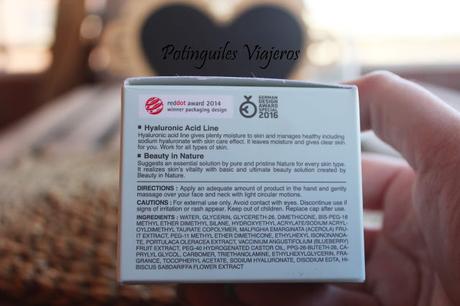 Potinguiles Viajeros
reddot award 2014
winner packaging design
GERMAN
DESIGN
AWARD
SPECIAL
2016
Hyaluronic Acid Line
Hyaluronic acid line gives plenty moisture to skin and manages healthy including
sodium hyaluronate with skin care effect. It leaves moisture and gives clear skin
for you. Work for all types of skin.
Beauty in Nature
Suggests an essential solution by pure and pristine Nature for every skin type.
It realizes skin's vitality with basic and ultimate beauty solution created by
Beauty in Nature.
DIRECTIONS : Apply an adequate amount of product in the hand and gently
massage over your face and neck with light circular motions.
CAUTIONS : For external use only. Avoid contact with eyes. Discontinue use if
signs of irritation or rash appear. Keep out of children. Replace cap after use.
INGREDIENTS : WATER, GLYCERIN, GLYCERETH-26, DIMETHICONE, BIS-PEG-18
METHYL ETHER DIMETHYL SILANE, HYDROXYETHYL ACRYLATE/SODIUM ACRYL-
OYLDIMETHYL TAURATE COPOLYMER, MALPIGHIA EMARGINATA (ACEROLA) FRU-
IT EXTRACT, PEG-11 METHYL ETHER DIMETHICONE, ETHYLHEXYL ISONONANOA-
TE, PORTULACA OLERACEA EXTRACT, VACCINIUM ANGUSTIFOLIUM (BLUEBERRY)
FRUIT EXTRACT, PEG-40 HYDROGENATED CASTOR OIL, PPG-26-BUTETH-26, CA-
PRYLYL GLYCOL, CARBOMER, TRIETHANOLAMINE, ETHYLHEXYLGLYCERIN, FRA-
GRANCE, TOCOPHERYL ACETATE, SODIUM HYALURONATE, DISODIUM EDTA, HI-
BISCUS SABDARIFFA FLOWER EXTRACT